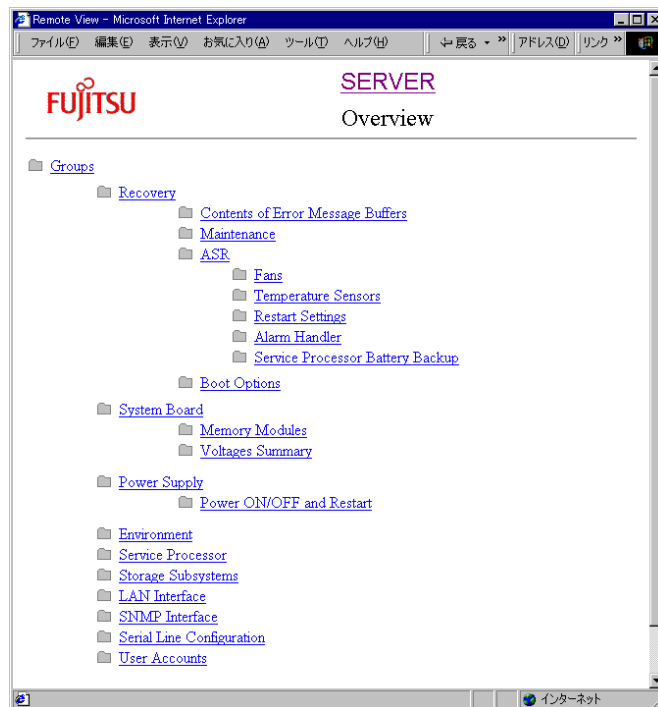 Remote View - Microsoft Internet Explorer
ファイル(F) 編集(E) 表示(V) お気に入り(A) ツール(T) ヘルプ(H) 戻る » アドレス(D) リンク »
FUJITSU
SERVER
Overview
Groups
Recovery
Contents of Error Message Buffers
Maintenance
ASR
Fans
Temperature Sensors
Restart Settings
Alarm Handler
Service Processor Battery Backup
Boot Options
System Board
Memory Modules
Voltages Summary
Power Supply
Power ON/OFF and Restart
Environment
Service Processor
Storage Subsystems
LAN Interface
SNMP Interface
Serial Line Configuration
User Accounts
インターネット